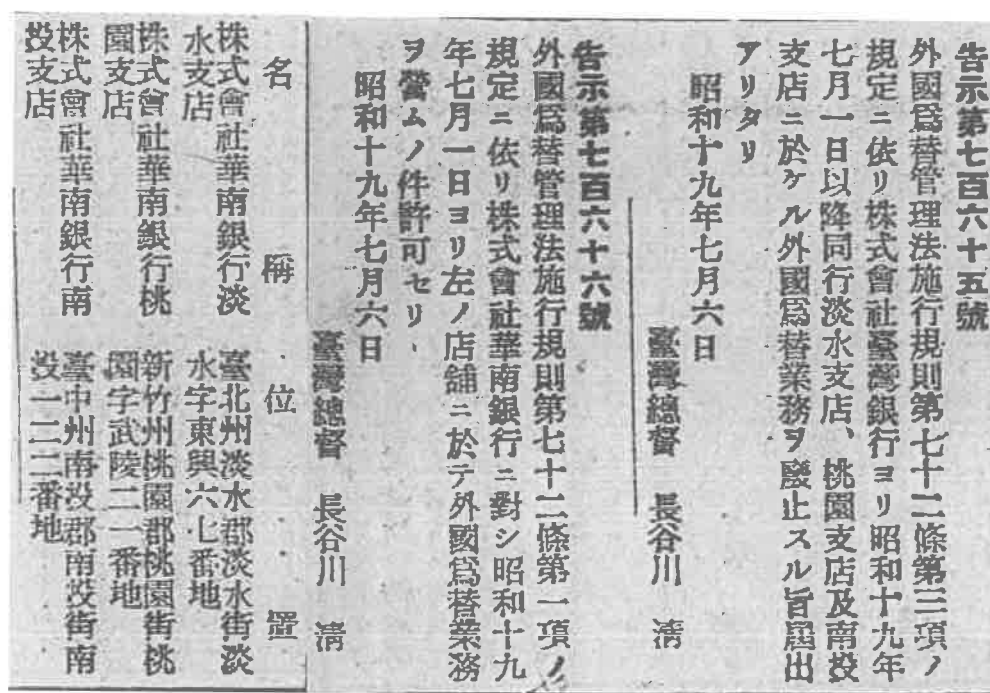 告示第七百六十五號
外國爲替管理法施行規則第七十二條第三項ノ
規定ニ依リ株式會社臺灣銀行ヨリ昭和十九年
七月一日以降同行淡水支店、桃園支店及南投
支店ニ於ケル外國爲替業務ヲ廢止スル旨屆出
アリタリ
昭和十九年七月六日
臺灣總督 長谷川 淸
告示第七百六十六號
外國爲替管理法施行規則第七十二條第一項ノ
規定ニ依リ株式會社華南銀行ニ對シ昭和十九
年七月一日ヨリ左ノ店舖ニ於テ外國爲替業務
ヲ營ムノ件許可セリ
昭和十九年七月六日
臺灣總督 長谷川 淸
名稱 位置
株式會社華南銀行淡 臺北州淡水郡淡水街淡
水支店 水字東興六七番地
株式會社華南銀行桃 新竹州桃園郡桃園街桃
園支店 園字武陵二一番地
株式會社華南銀行南 臺中州南投郡南投街南
投支店 投一二二番地